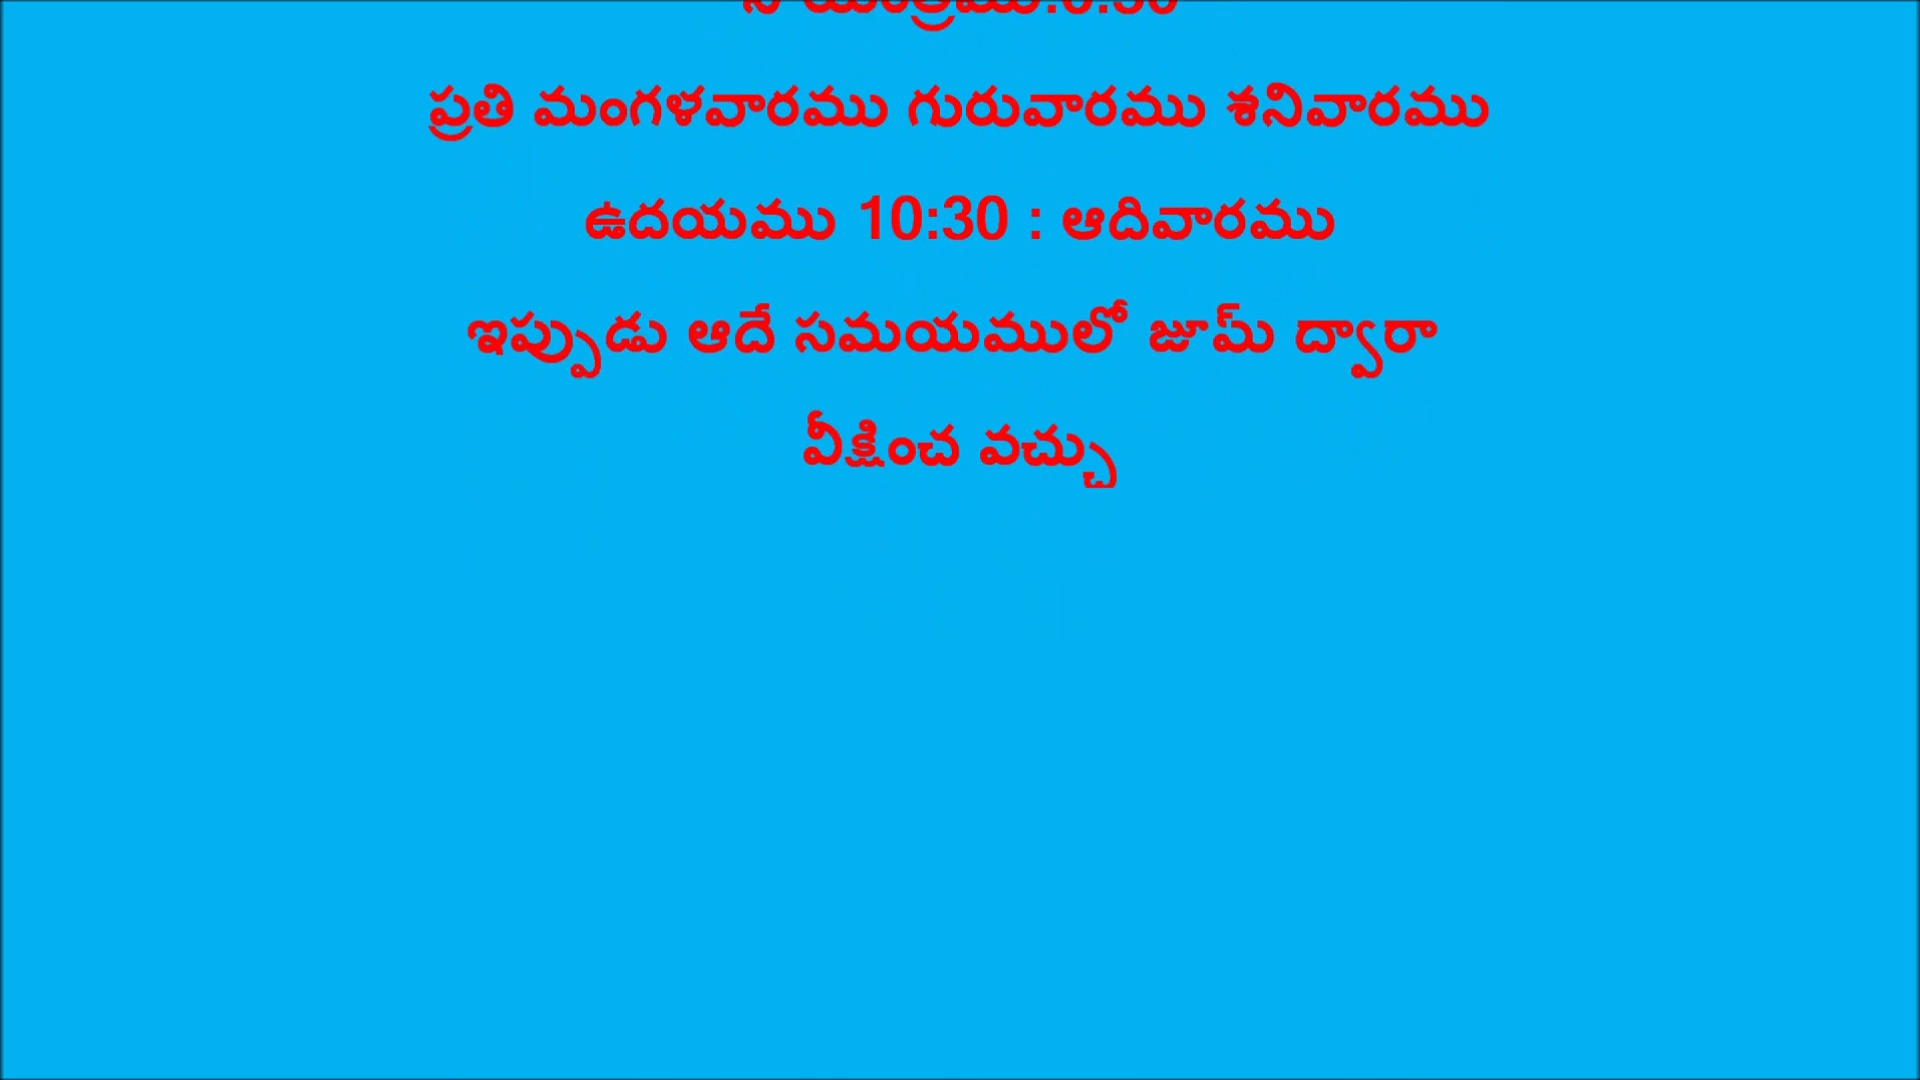 ప్రతి మంగళవారము గురువారము శనివారము
ఉదయము 10:30 : ఆదివారము
ఇప్పుడు ఆదే సమయములో జూమ్ ద్వారా
వీక్షించ వచ్చు